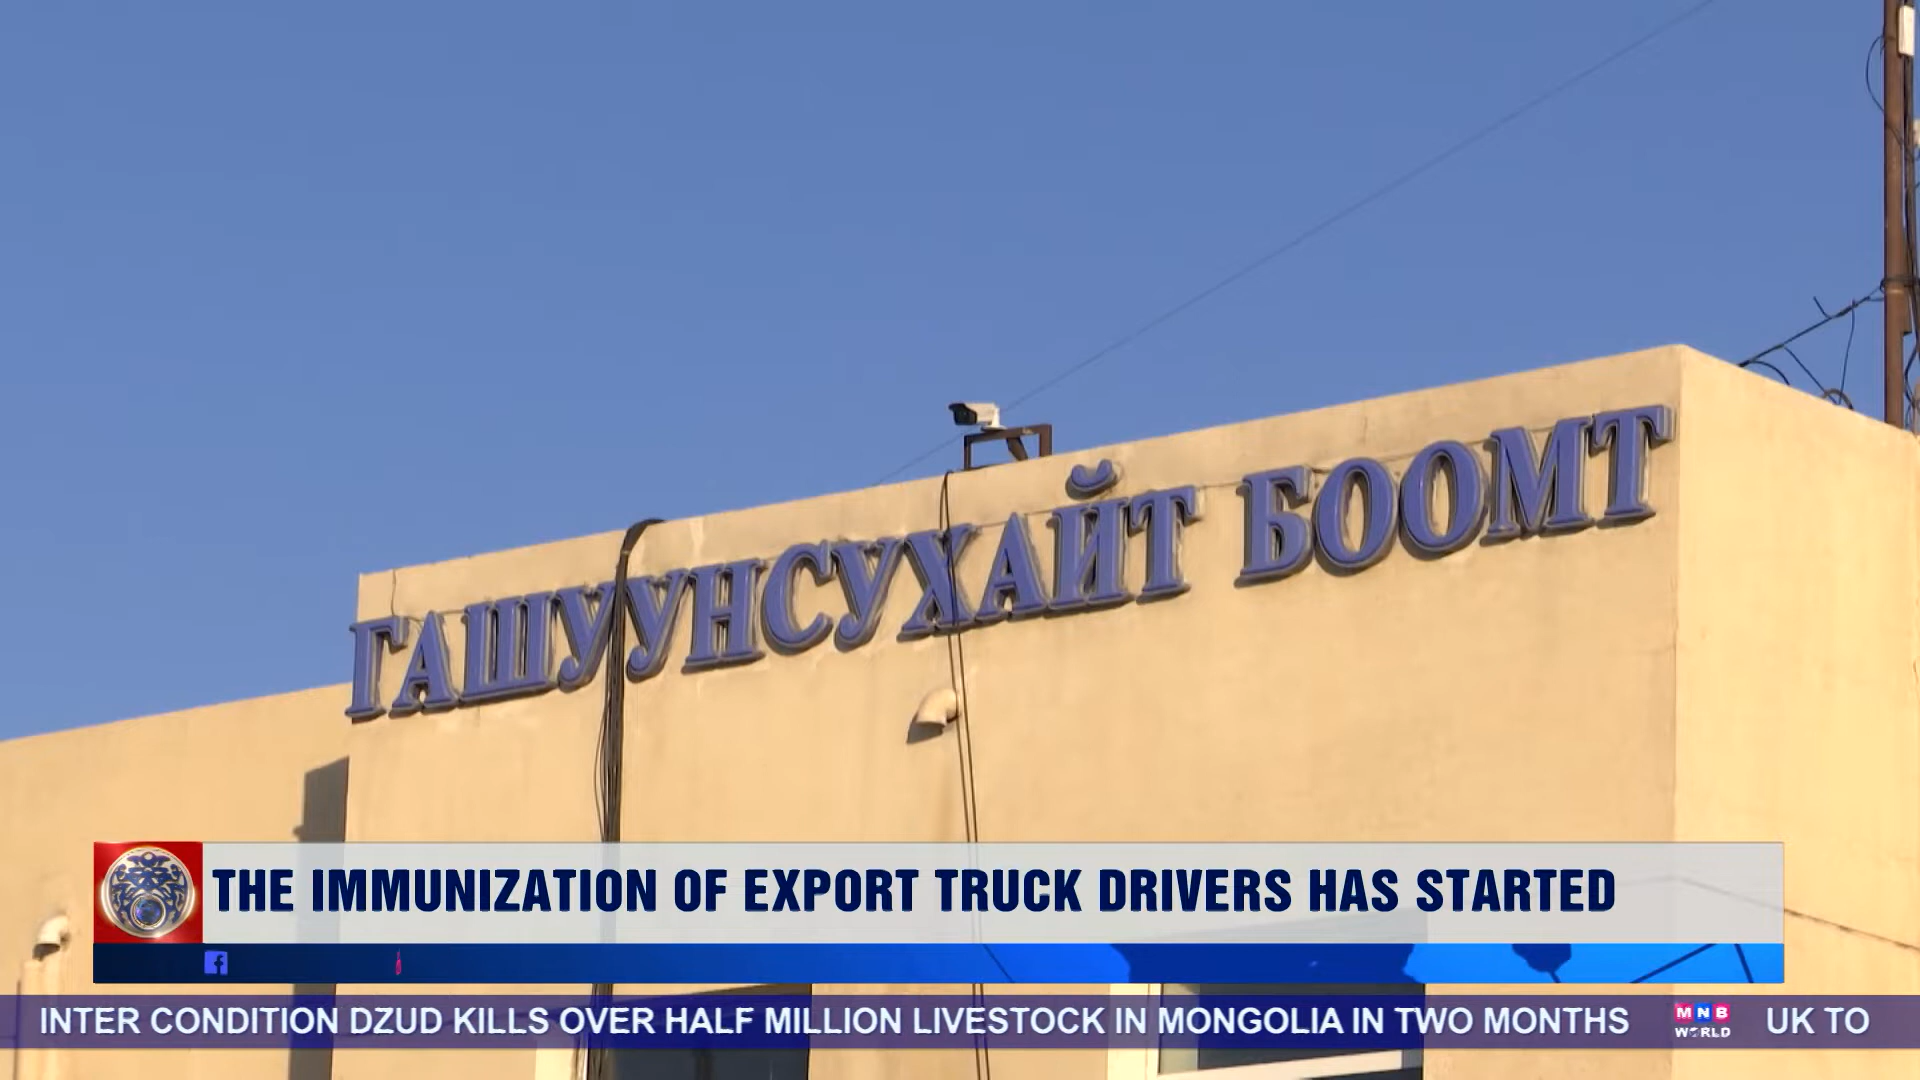 ГАШУУНСУХАЙТ БООМТ
THE IMMUNIZATION OF EXPORT TRUCK DRIVERS HAS STARTED
INTER CONDITION DZUD KILLS OVER HALF MILLION LIVESTOCK IN MONGOLIA IN TWO MONTHS MNB WORLD UK TO